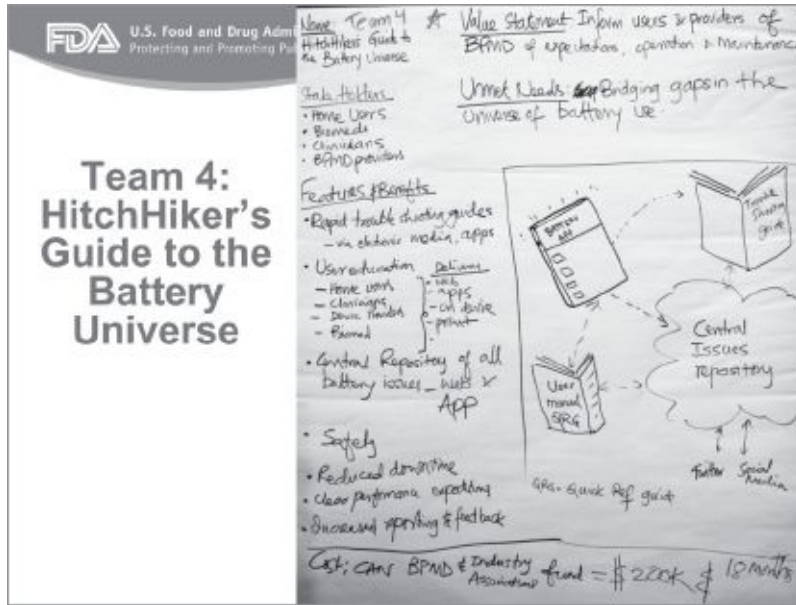 FDA
U.S. Food and Drug Admi
Protecting and Promoting Pu
Team 4:
HitchHiker's
Guide to the
Battery
Universe
Name Team 4
HitchHikers Guide to
the Battery Universe
☆ Value Statement Inform users & providers of
BPMD of expectations, operation & Maintenance
Unmet Needs: Bridging gaps in the
Universe of battery use.
Stake Holders
• Home Users
• Biomeds
• Clinicians
• BPMD providers
Features & Benefits
• Rapid trouble shooting guides
– via electronic media, apps
• User education
– Home users
– Clinicians
– Device
– Biomed
Delivery
– web
– apps
– on device
– print
• Central Repository of all
battery issues – web &
App
• Safety
• Reduced downtime
• Clear performance
• Increased reporting & feedback
Battery
App
Trouble
Shooting
guide
Central
Issues
repository
User
manual
QRG
Twitter
Social
Media
QRG = Quick Ref guide
Cost: CANS BPMD & Industry
Associations fund = $ 220K & 18 months